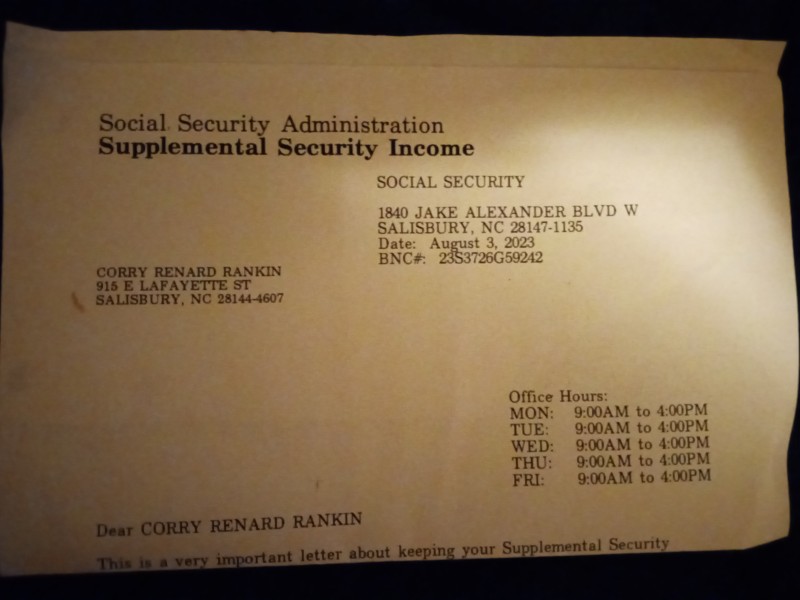 Social Security Administration
Supplemental Security Income
SOCIAL SECURITY
1840 JAKE ALEXANDER BLVD W
SALISBURY, NC 28147-1135
Date: August 3, 2023
BNC#: 23S3726G59242
CORRY RENARD RANKIN
915 E LAFAYETTE ST
SALISBURY, NC 28144-4607
Office Hours:
MON: 9:00AM to 4:00PM
TUE: 9:00AM to 4:00PM
WED: 9:00AM to 4:00PM
THU: 9:00AM to 4:00PM
FRI: 9:00AM to 4:00PM
Dear CORRY RENARD RANKIN
This is a very important letter about keeping your Supplemental Security